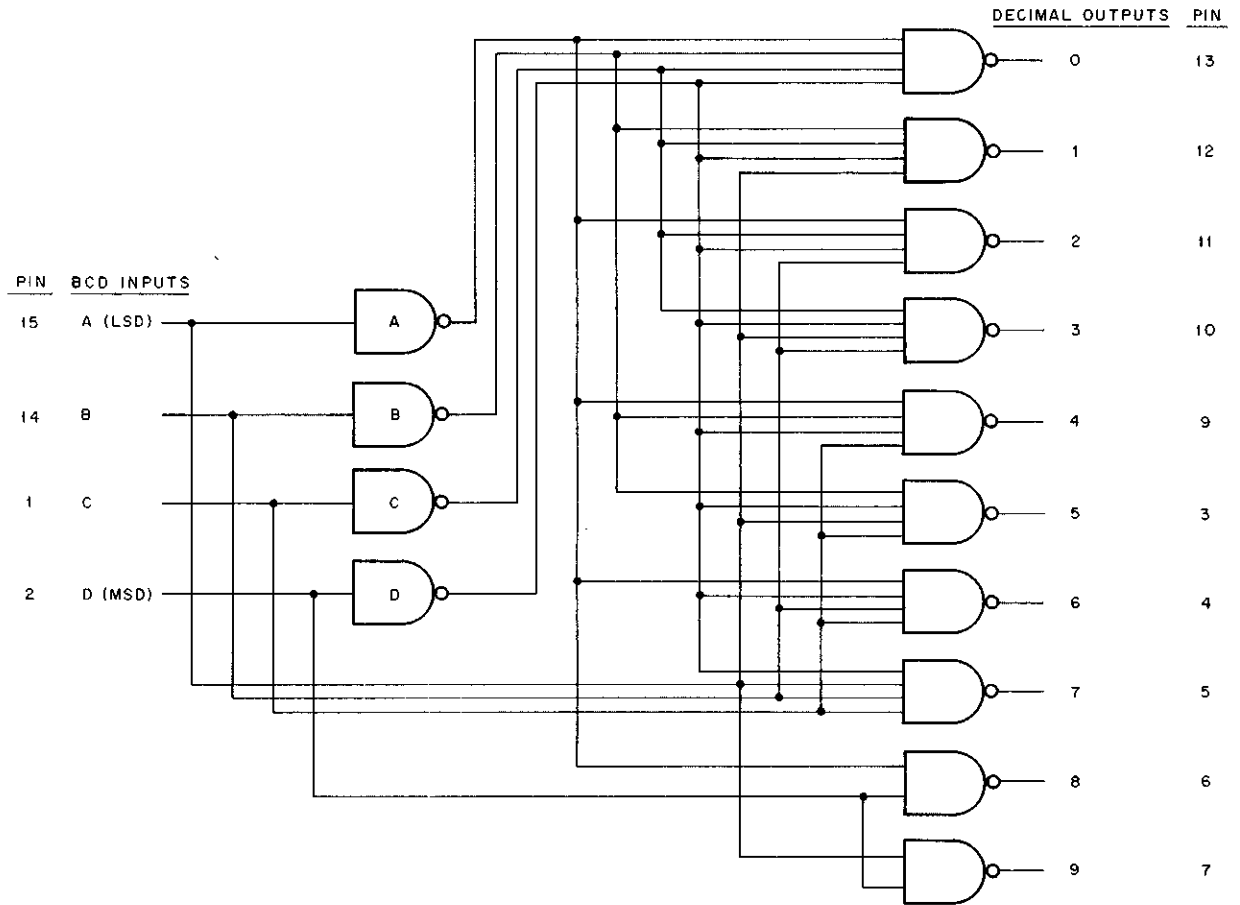 DECIMAL OUTPUTS PIN
0 13
1 12
2 11
PIN BCD INPUTS
15 A (LSD) A
3 10
14 B B
4 9
1 C C
5 3
2 D (MSD) D
6 4
7 5
8 6
9 7